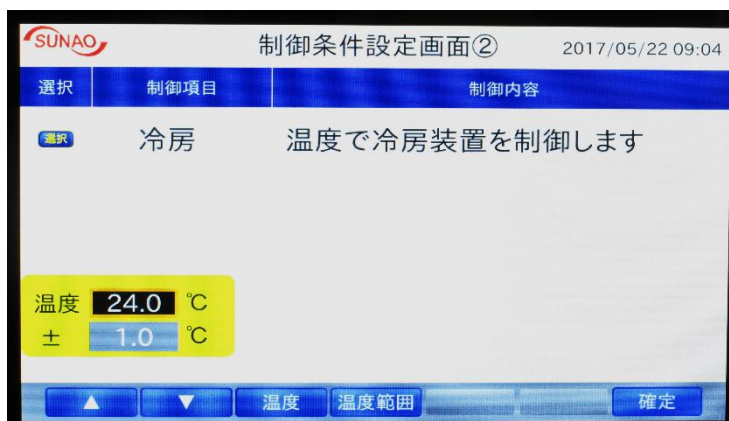 SUNAO 制御条件設定画面② 2017/05/22 09:04
選択 制御項目 制御内容
選択 冷房 温度で冷房装置を制御します
温度 24.0 ℃
± 1.0 ℃
▲ ▼ 温度 温度範囲 確定